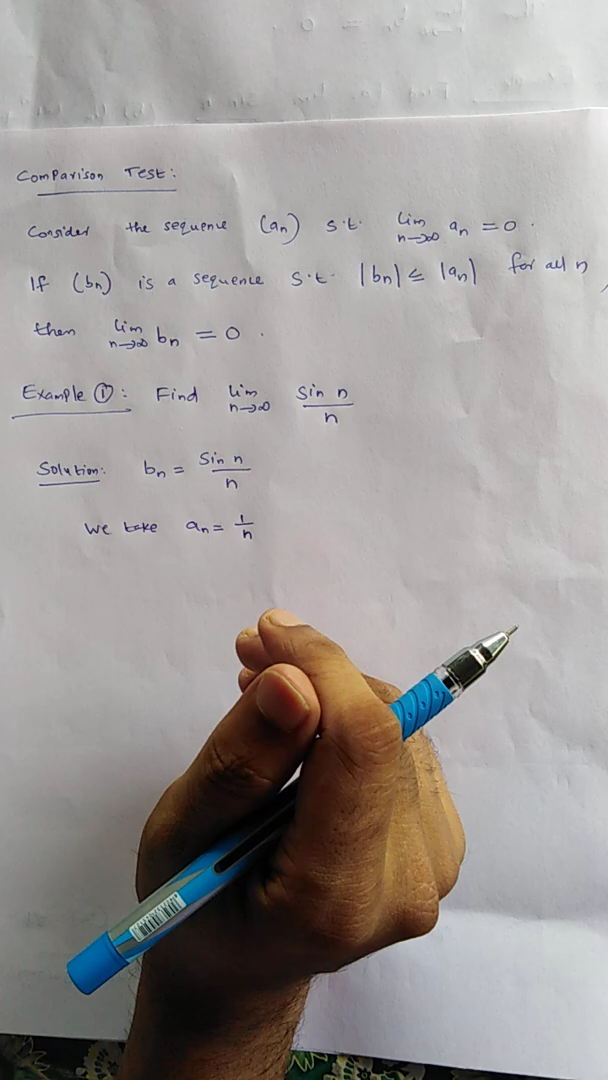 Comparison Test:
Consider the sequence (aₙ) s.t. lim n→∞ aₙ = 0.
If (bₙ) is a sequence s.t. |bₙ| ≤ |aₙ| for all n,
then lim n→∞ bₙ = 0.
Example ①: Find lim n→∞ Sin n / n
Solution: bₙ = Sin n / n
We take aₙ = 1/n